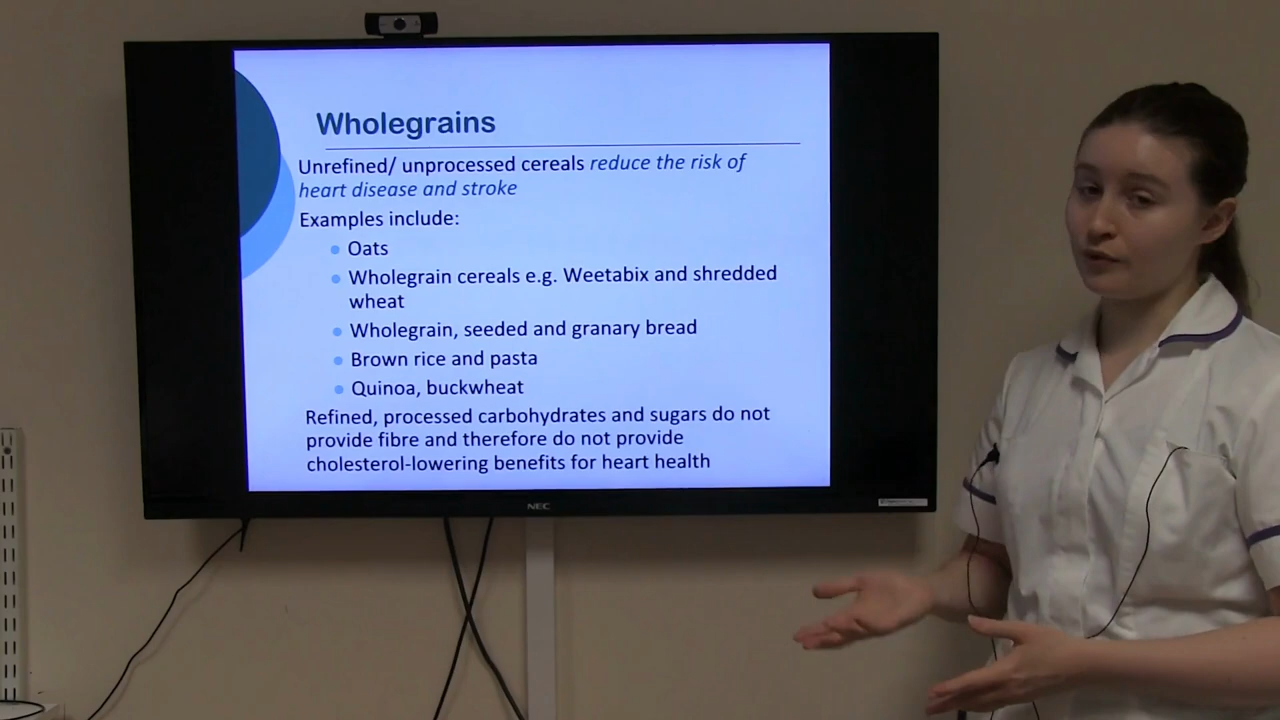 Wholegrains
Unrefined/ unprocessed cereals reduce the risk of
heart disease and stroke
Examples include:
Oats
Wholegrain cereals e.g. Weetabix and shredded
wheat
Wholegrain, seeded and granary bread
Brown rice and pasta
Quinoa, buckwheat
Refined, processed carbohydrates and sugars do not
provide fibre and therefore do not provide
cholesterol-lowering benefits for heart health
NEC